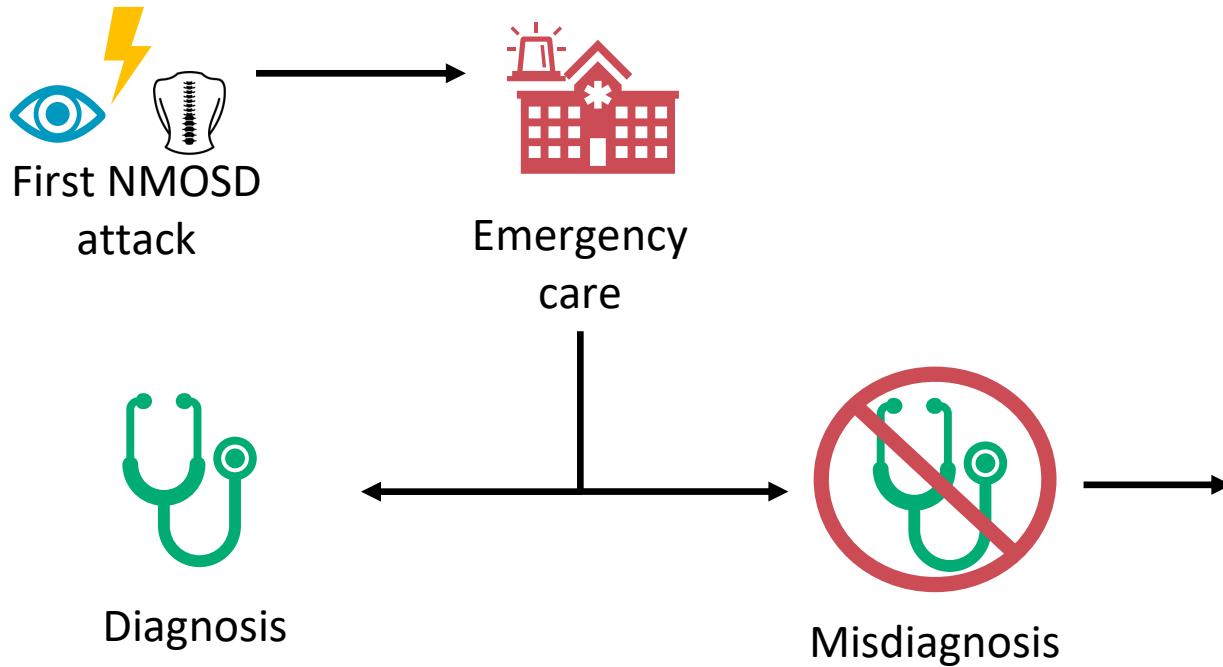 First NMOSD
attack
Emergency
care
Diagnosis
Misdiagnosis